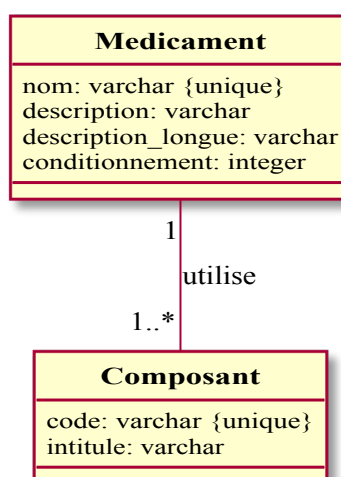 Medicament
nom: varchar {unique}
description: varchar
description_longue: varchar
conditionnement: integer
1
utilise
1..*
Composant
code: varchar {unique}
intitule: varchar